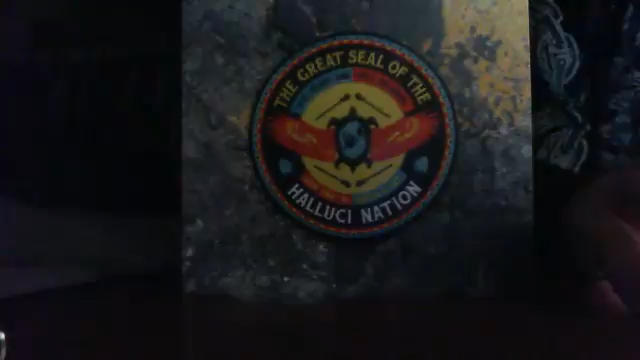 THE GREAT SEAL OF THE
HALLUCI NATION